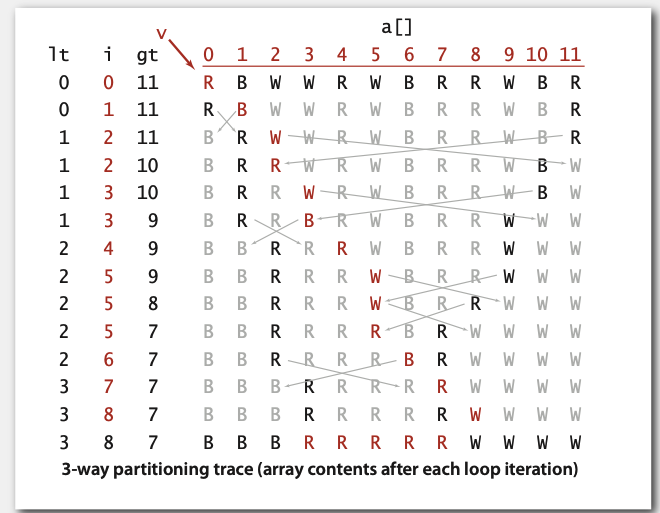 a[]
v
lt i gt 0 1 2 3 4 5 6 7 8 9 10 11
0 0 11 R B W W R W B R R W B R
0 1 11 R B W W R W B R R W B R
1 2 11 B R W W R W B R R W B R
1 2 10 B R R W R W B R R W B W
1 3 10 B R R W R W B R R W B W
1 3 9 B R R B R W B R R W W W
2 4 9 B B R R R W B R R W W W
2 5 9 B B R R R W B R R W W W
2 5 8 B B R R R W B R R W W W
2 5 7 B B R R R R B R W W W W
2 6 7 B B R R R R B R W W W W
3 7 7 B B B R R R R R W W W W
3 8 7 B B B R R R R R W W W W
3 8 7 B B B R R R R R W W W W
3-way partitioning trace (array contents after each loop iteration)